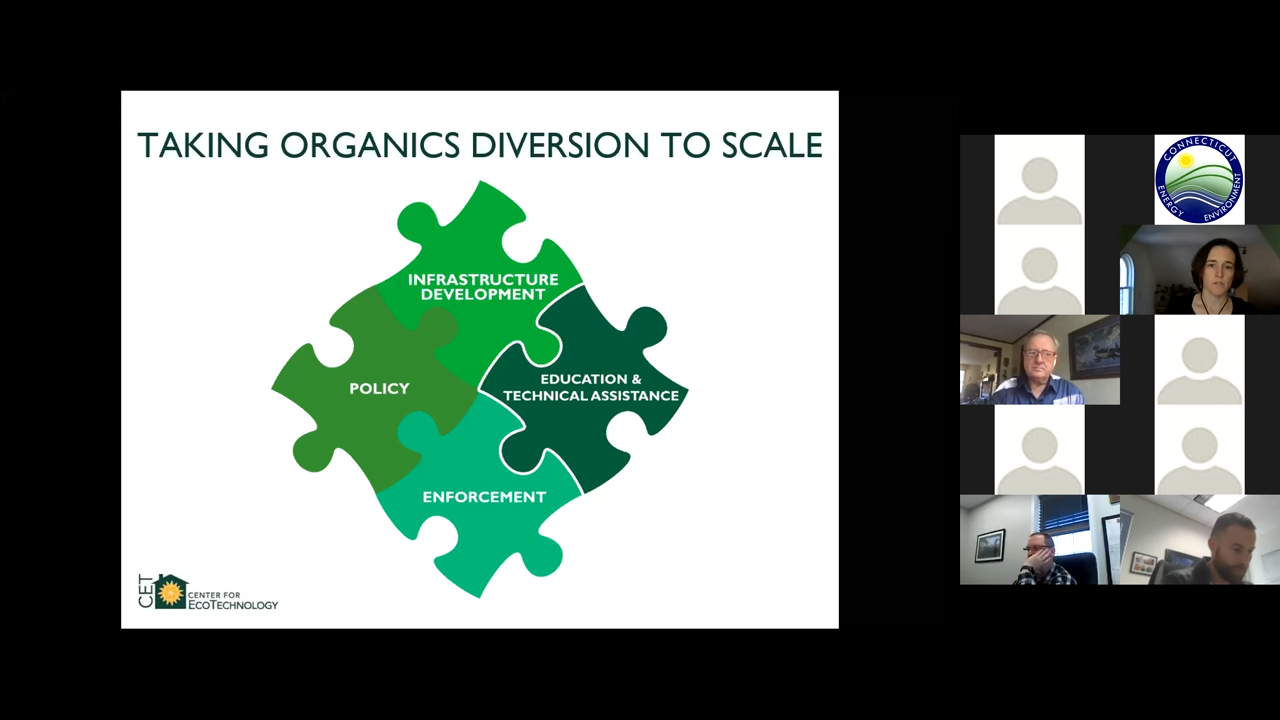 TAKING ORGANICS DIVERSION TO SCALE
INFRASTRUCTURE
DEVELOPMENT
POLICY
EDUCATION &
TECHNICAL ASSISTANCE
ENFORCEMENT
CET
CENTER FOR
ECOTECHNOLOGY
CONNECTICUT
ENERGY
ENVIRONMENT